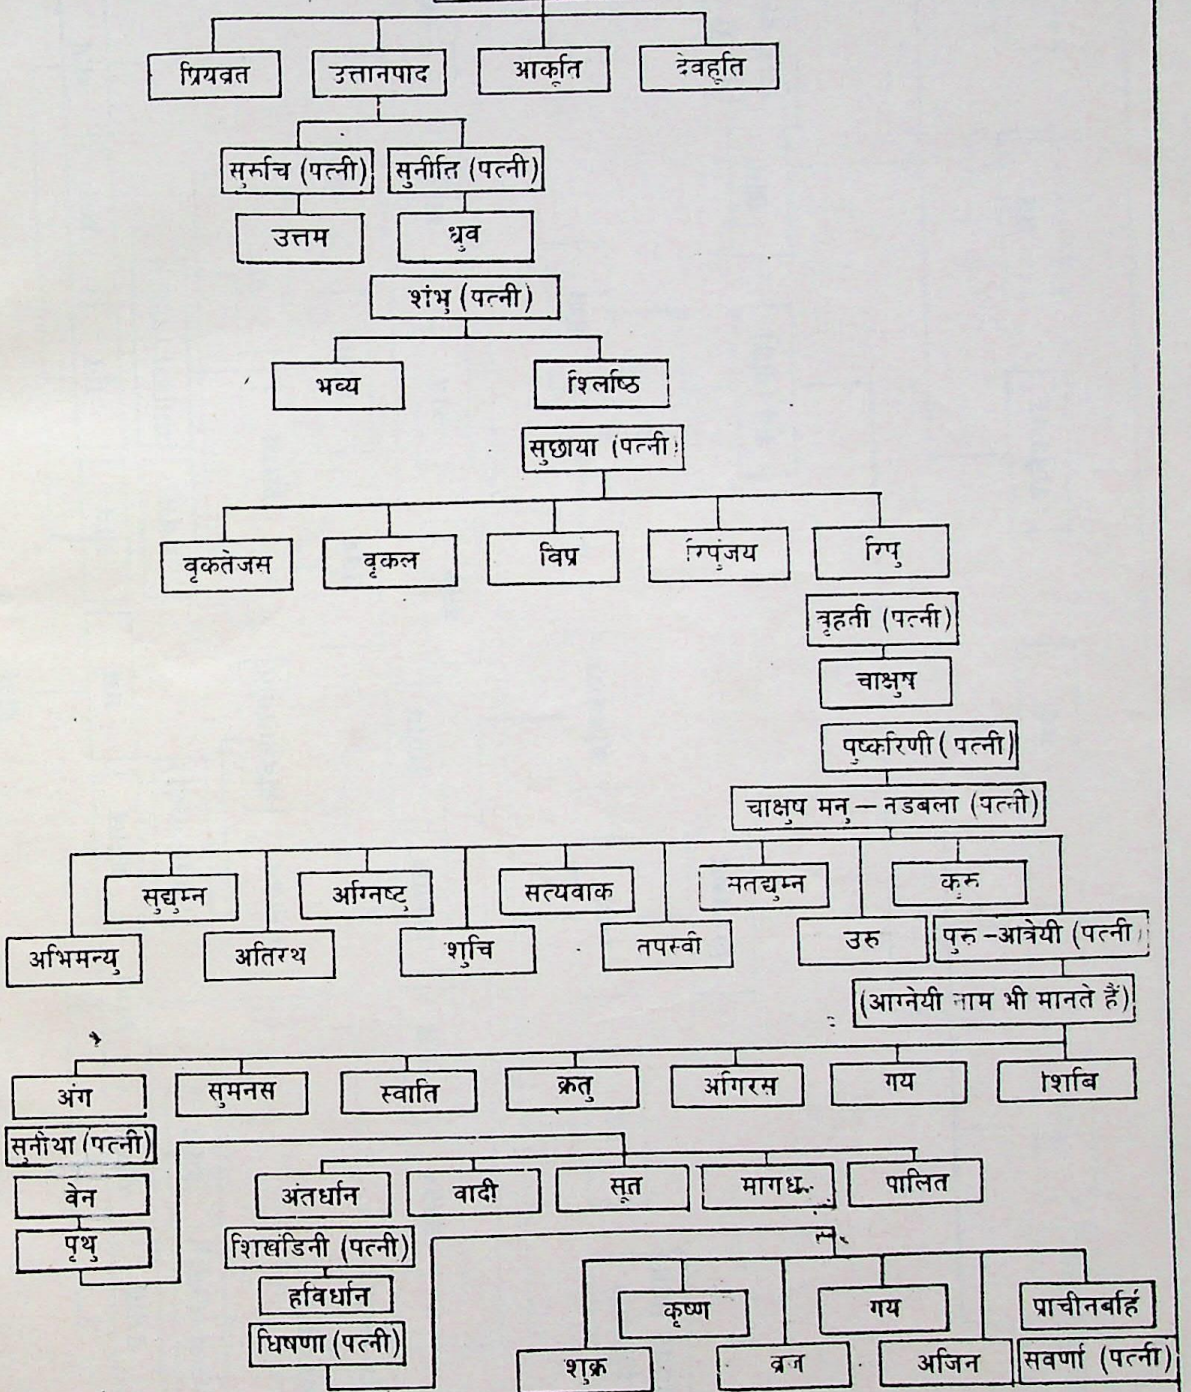 प्रियव्रत उत्तानपाद आकूति देवहूति
सुरुचि (पत्नी) सुनीति (पत्नी)
उत्तम ध्रुव
शंभु (पत्नी)
भव्य श्लिष्ठि
सुछाया (पत्नी)
वृकतेजस वृकल विप्र रिपुंजय रिपु
वृहती (पत्नी)
चाक्षुष
पुष्करिणी (पत्नी)
चाक्षुष मनु – नडबला (पत्नी)
सुद्युम्न अग्निष्टु सत्यवाक कुरु
अभिमन्यु अतिरथ शुचि तपस्वी उरु पुरु -आत्रेयी (पत्नी)
(आग्नेयी नाम भी मानते हैं)
अंग सुमनस स्वाति क्रतु अंगिरस गय शिवि
सुनीथा (पत्नी)
वेन अंतर्धान वादी सूत मागध पालित
पृथु शिखंडिनी (पत्नी)
हविर्धान कृष्ण गय प्राचीनबर्हि
धिषणा (पत्नी) शुक्र व्रज अजिन सवर्णा (पत्नी)